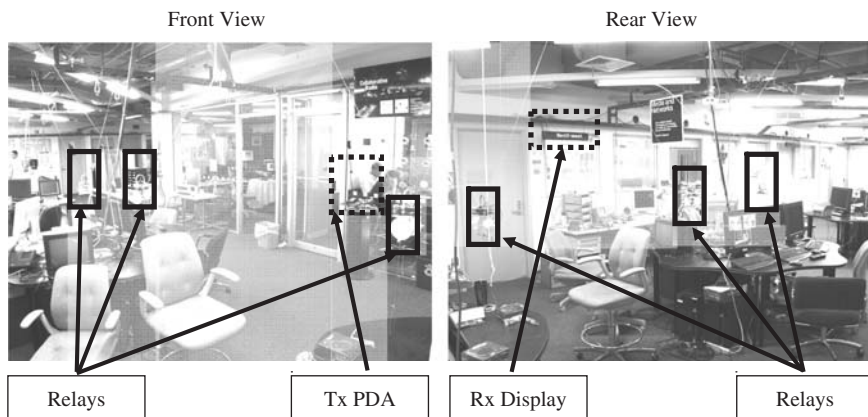 Front View
Rear View
Relays
Tx PDA
Rx Display
Relays